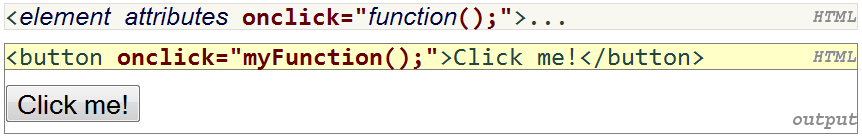 <element attributes onclick="function();">... HTML
<button onclick="myFunction();">Click me!</button> HTML
Click me!
output